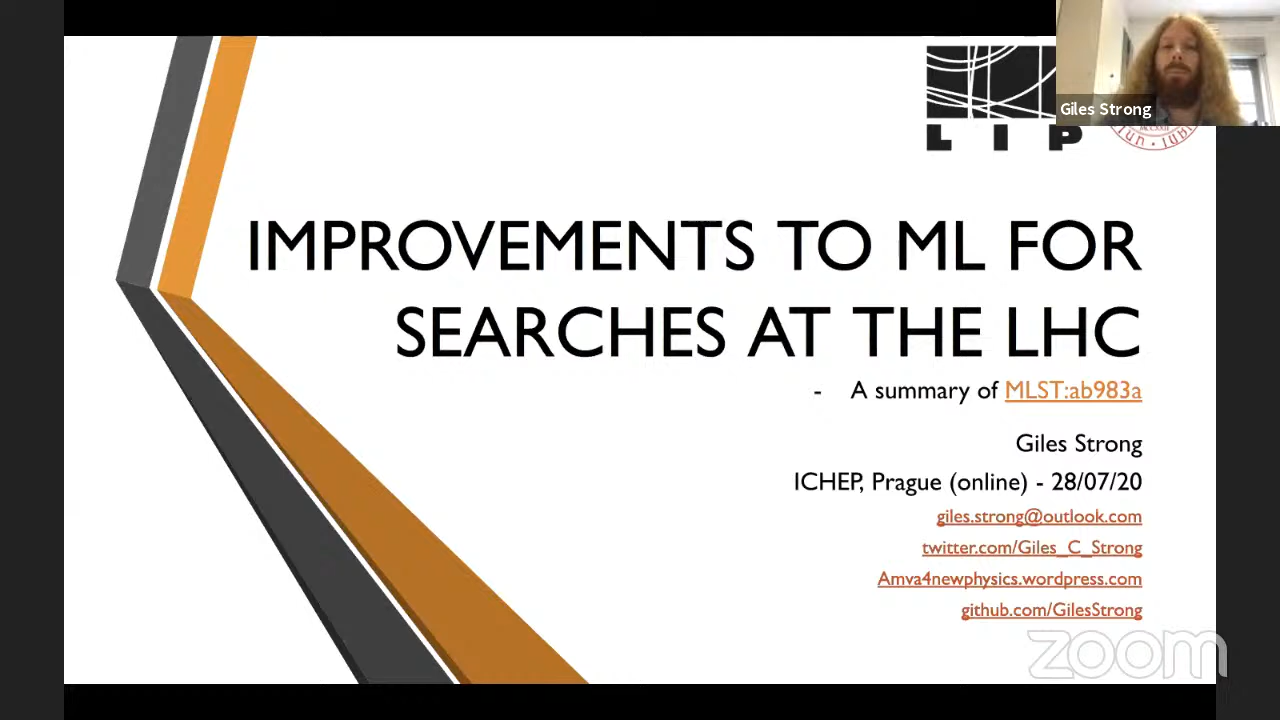 Giles Strong
LIP
IMPROVEMENTS TO ML FOR
SEARCHES AT THE LHC
- A summary of MLST:ab983a
Giles Strong
ICHEP, Prague (online) - 28/07/20
giles.strong@outlook.com
twitter.com/Giles_C_Strong
Amva4newphysics.wordpress.com
github.com/GilesStrong
zoom